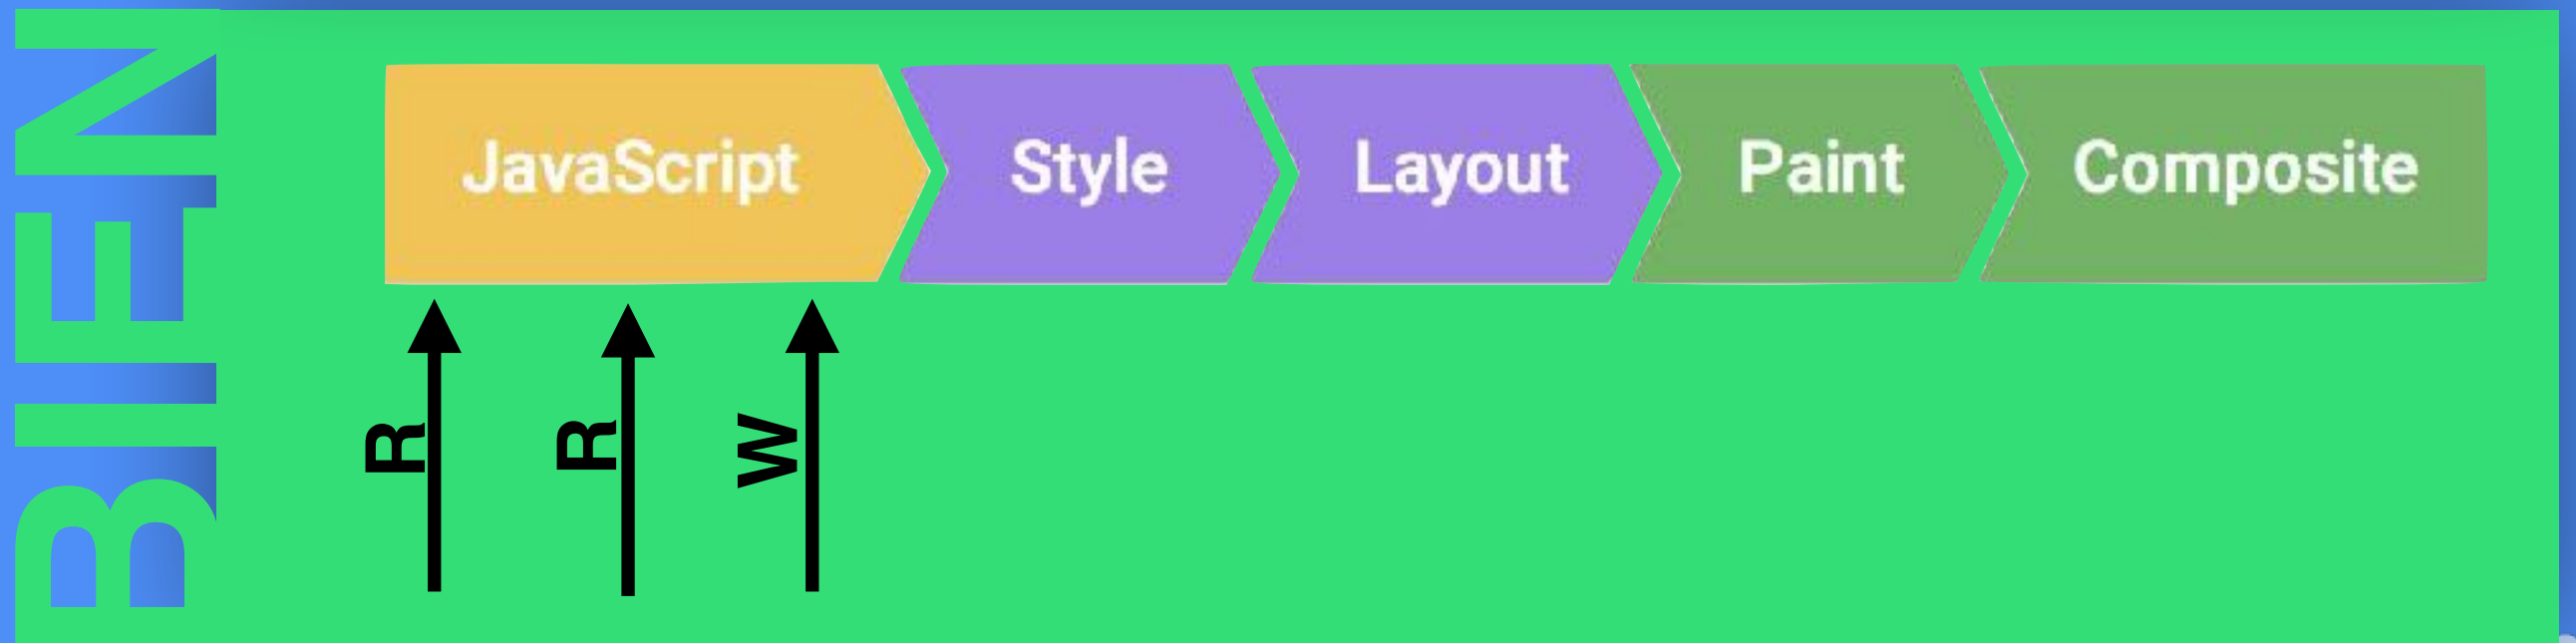 BIEN
JavaScript
Style
Layout
Paint
Composite
R
R
W